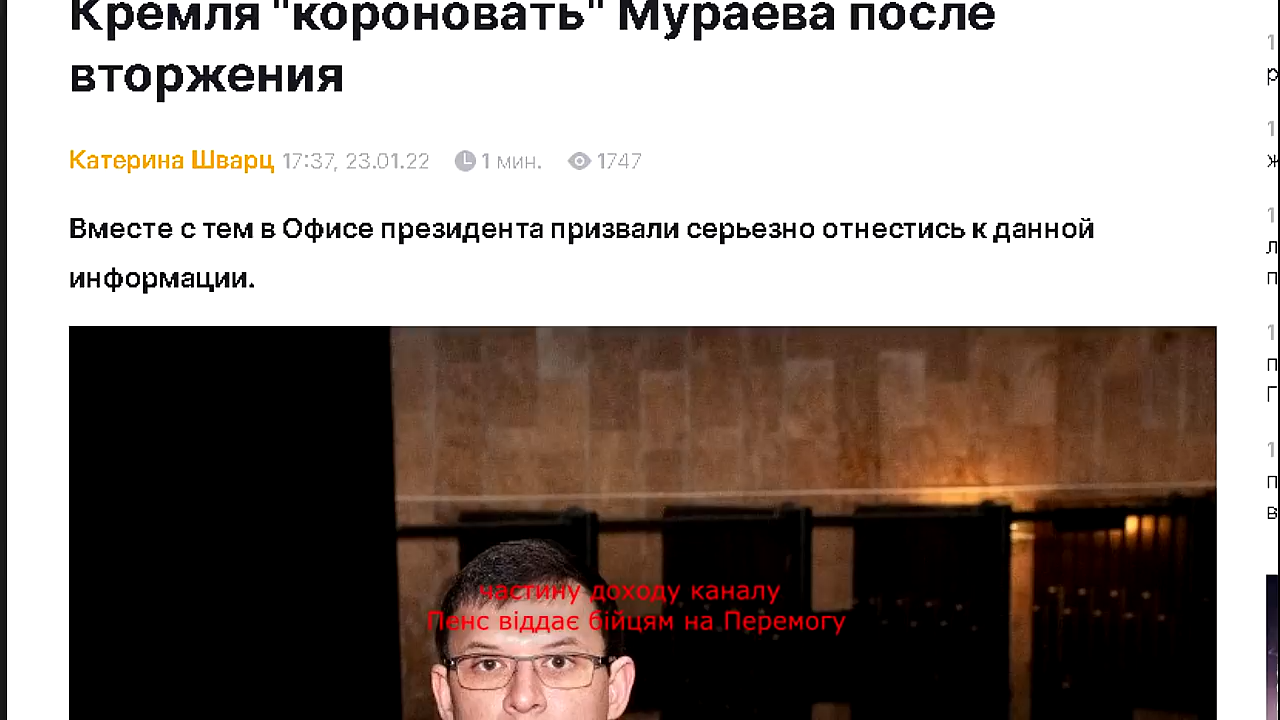 Кремля "короновать" Мураева после
вторжения
Катерина Шварц 17:37, 23.01.22 1 мин. 1747
Вместе с тем в Офисе президента призвали серьезно отнестись к данной
информации.
частину доходу каналу
Пенс віддає бійцям на Перемогу